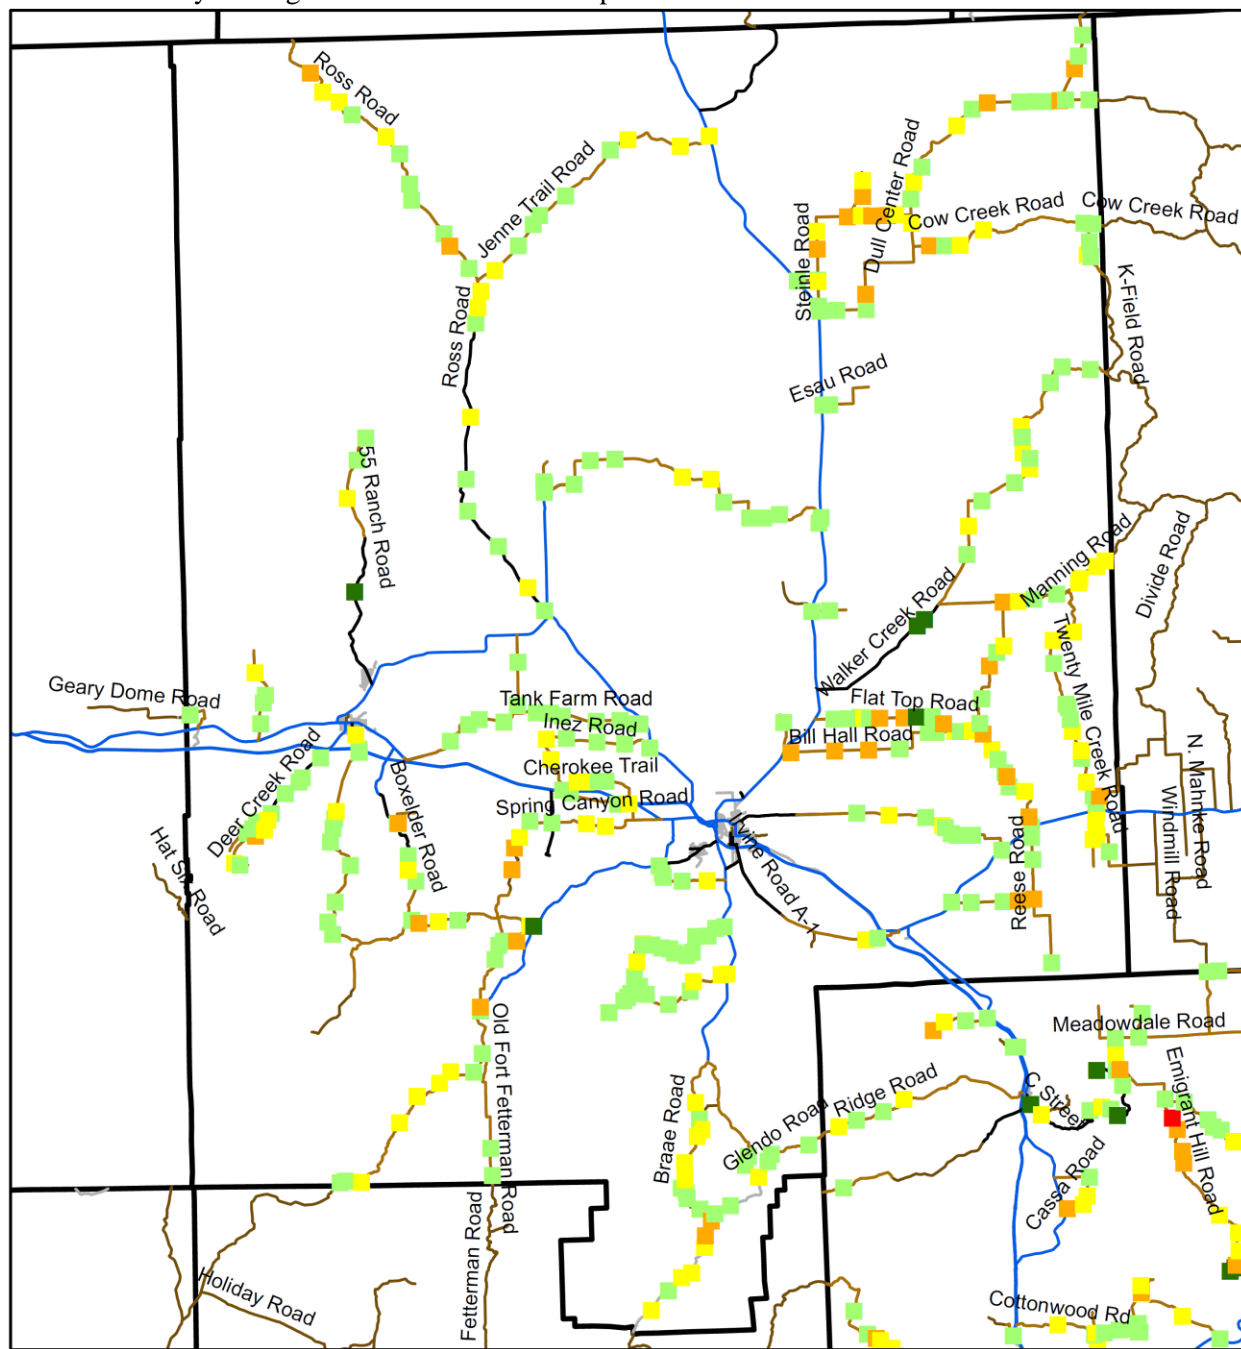 Ross Road
Jenne Trail Road
Dull Center Road
Cow Creek Road
Cow Creek Road
Steinle Road
K-Field Road
Ross Road
Esau Road
55 Ranch Road
Manning Road
Divide Road
Walker Creek Road
Twenty Mile Creek Road
Geary Dome Road
Tank Farm Road
Flat Top Road
Inez Road
Bill Hall Road
Cherokee Trail
Spring Canyon Road
Deer Creek Road
Boxelder Road
N. Mahnke Road
Windmill Road
Hat Six Road
Irvine Road A-1
Reese Road
Old Fort Fetterman Road
Meadowdale Road
Emigrant Hill Road
C Street
Ridge Road
Glendo Road
Braae Road
Cassa Road
Fetterman Road
Holiday Road
Cottonwood Rd